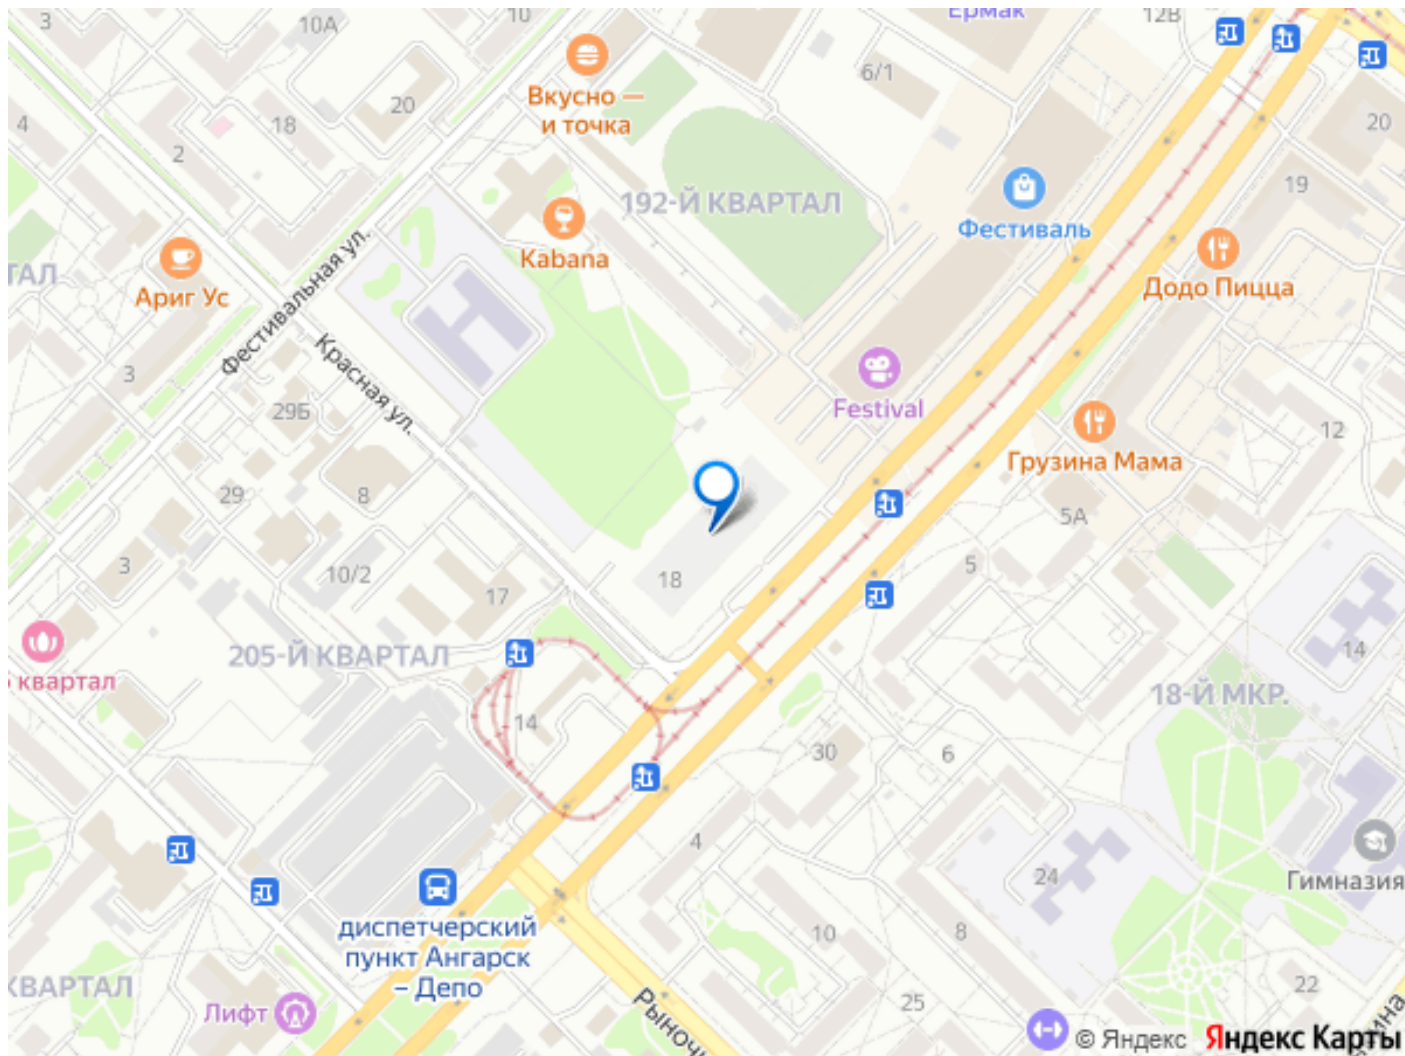 3
10А
10
Ермак
12В
6/1
20
Вкусно —
и точка
4
18
2
20
19
192-Й КВАРТАЛ
Фестиваль
Kabana
ТАЛ
Ариг Ус
Додо Пицца
Фестивальная ул.
Красная ул.
3
29Б
Festival
12
Грузина Мама
29
8
5А
3
10/2
18
5
17
205-Й КВАРТАЛ
14
квартал
18-Й МКР.
14
30
6
4
24
Гимназия
диспетчерский
пункт Ангарск
– Депо
10
8
КВАРТАЛ
22
Лифт
25
© Яндекс
Яндекс Карты